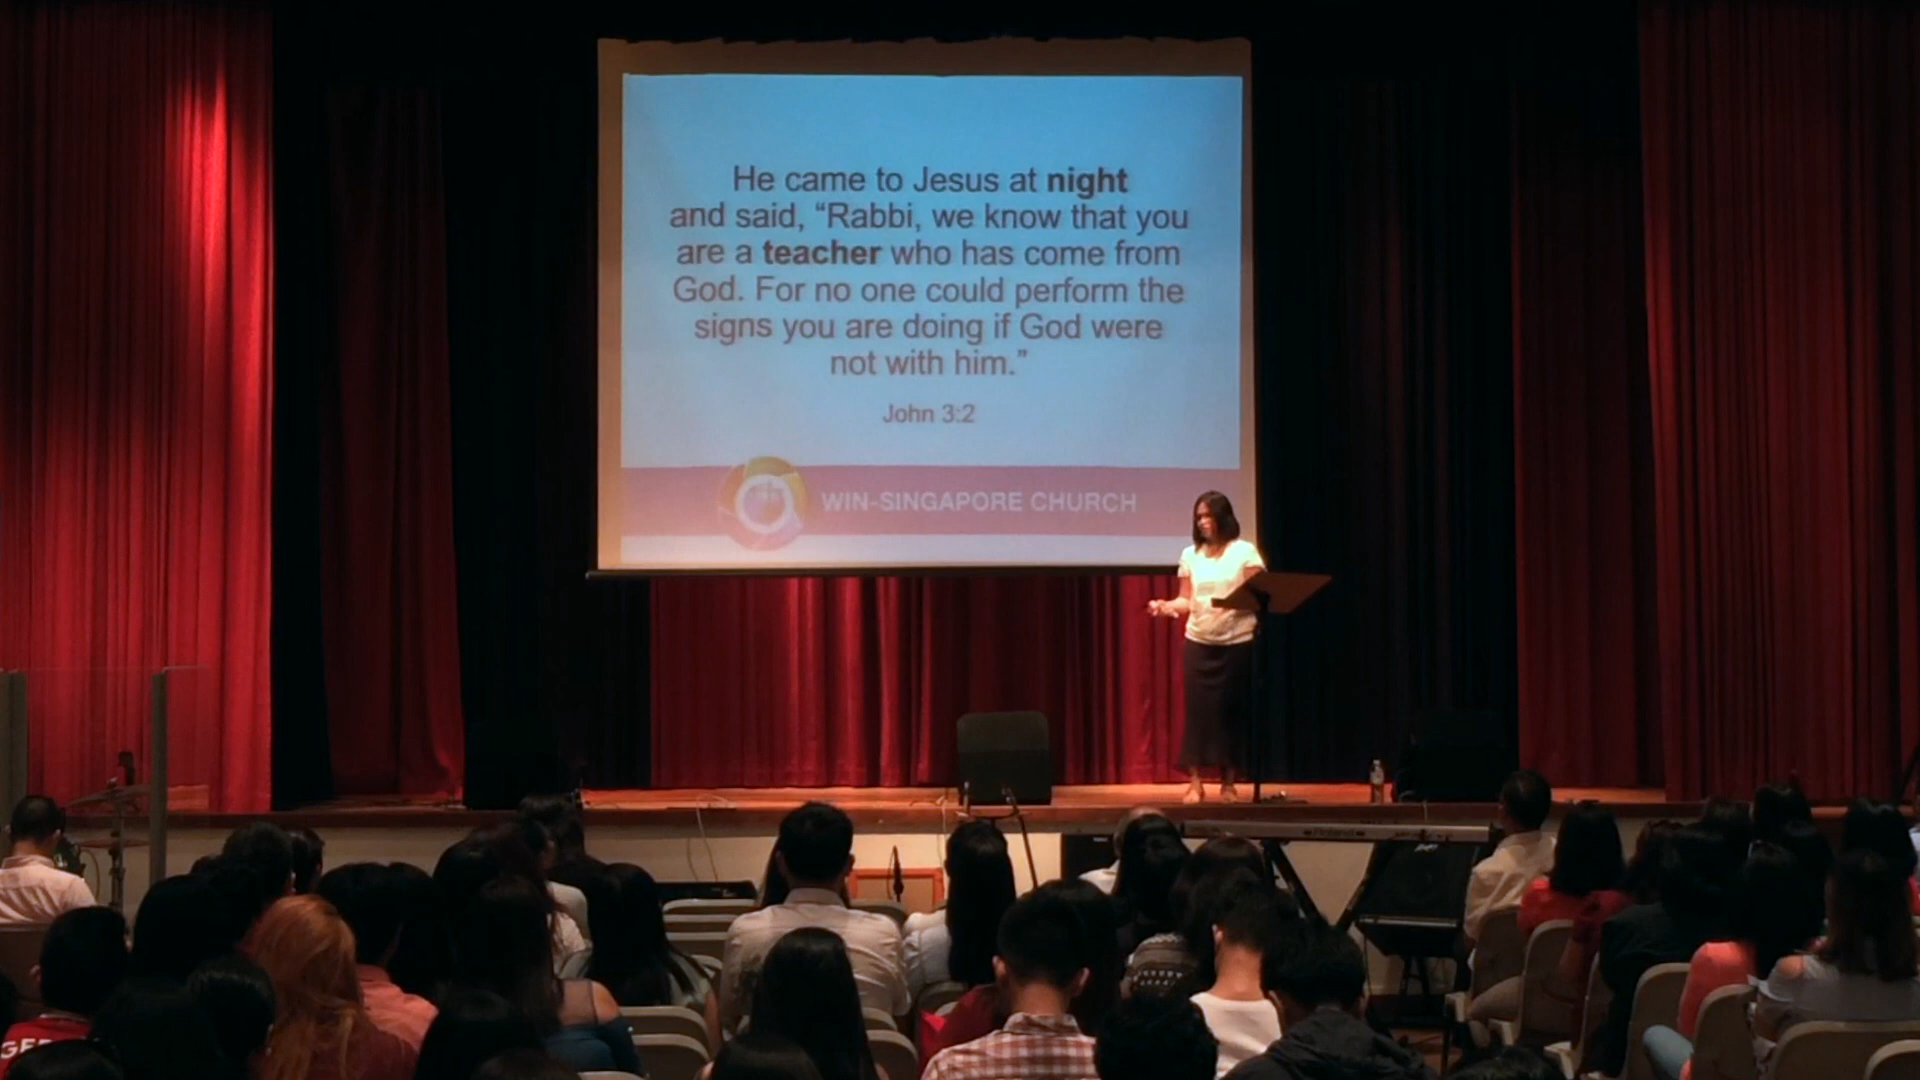 He came to Jesus at night
and said, “Rabbi, we know that you
are a teacher who has come from
God. For no one could perform the
signs you are doing if God were
not with him.”
John 3:2
WIN-SINGAPORE CHURCH
Roland